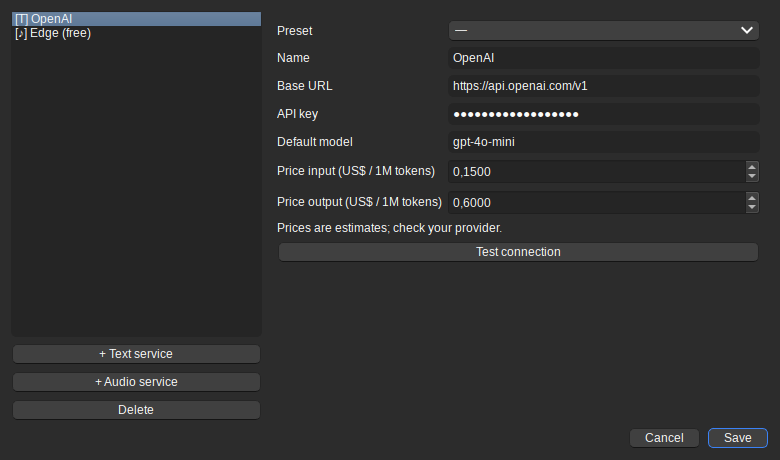 [T] OpenAI
[♪] Edge (free)
+ Text service
+ Audio service
Delete
Preset —
Name OpenAI
Base URL https://api.openai.com/v1
API key ●●●●●●●●●●●●●●●●●●
Default model gpt-4o-mini
Price input (US$ / 1M tokens) 0,1500
Price output (US$ / 1M tokens) 0,6000
Prices are estimates; check your provider.
Test connection
Cancel Save